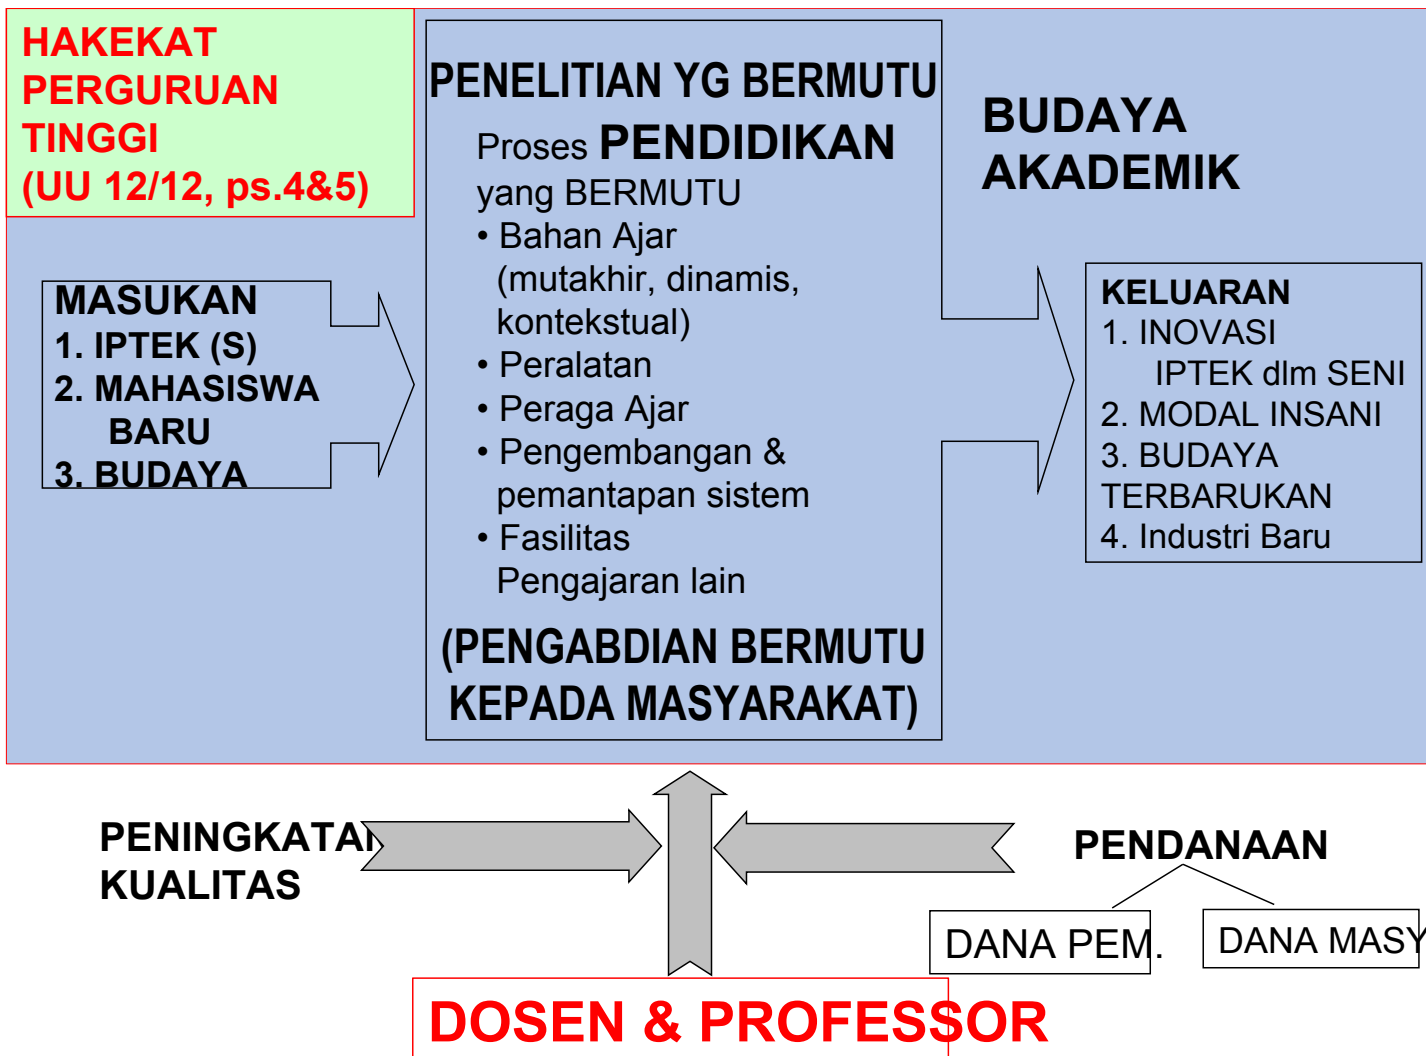 HAKEKAT
PERGURUAN
TINGGI
(UU 12/12, ps.4&5)
MASUKAN
1. IPTEK (S)
2. MAHASISWA
BARU
3. BUDAYA
PENELITIAN YG BERMUTU
Proses PENDIDIKAN
yang BERMUTU
• Bahan Ajar
(mutakhir, dinamis,
kontekstual)
• Peralatan
• Peraga Ajar
• Pengembangan &
pemantapan sistem
• Fasilitas
Pengajaran lain
(PENGABDIAN BERMUTU
KEPADA MASYARAKAT)
BUDAYA
AKADEMIK
KELUARAN
1. INOVASI
IPTEK dlm SENI
2. MODAL INSANI
3. BUDAYA
TERBARUKAN
4. Industri Baru
PENINGKATAN
KUALITAS
PENDANAAN
DANA PEM.
DANA MASY
DOSEN & PROFESSOR